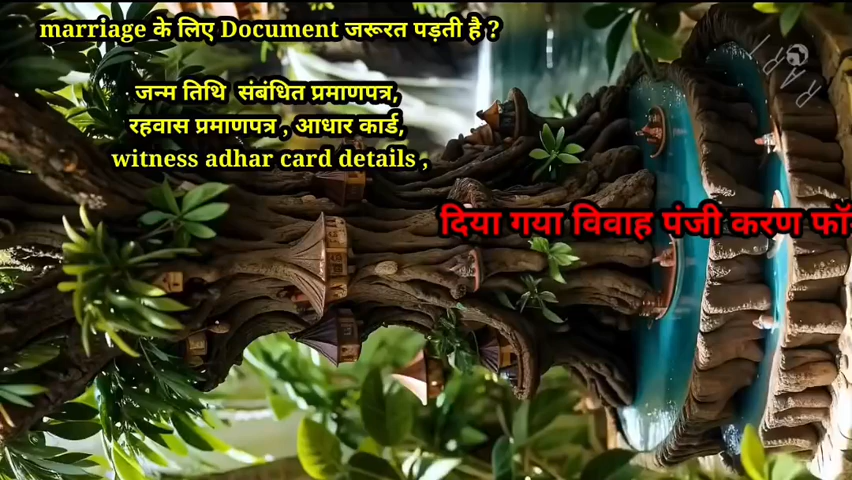 marriage के लिए Document जरूरत पड़ती है ?
जन्म तिथि संबंधित प्रमाणपत्र,
रहवास प्रमाणपत्र , आधार कार्ड,
witness adhar card details ,
दिया गया विवाह पंजी करण